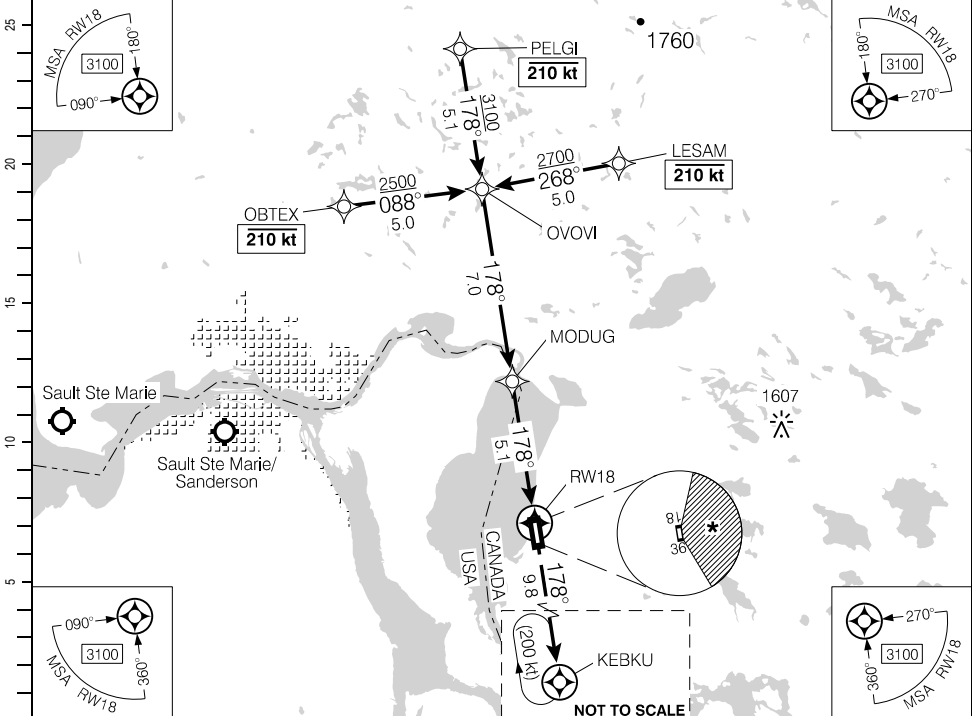 25
20
15
10
5
MSA RW18
3100
180°
090°
MSA RW18
3100
180°
270°
1760
PELGI
210 kt
3100
178°
5.1
LESAM
210 kt
2700
268°
5.0
OBTEX
210 kt
2500
088°
5.0
OVOVI
178°
7.0
MODUG
1607
Sault Ste Marie
Sault Ste Marie/
Sanderson
178°
5.1
RW18
18
36
*
CANADA
USA
178°
9.8
(200 kt)
KEBKU
NOT TO SCALE
090°
3100
360°
MSA RW18
270°
3100
360°
MSA RW18